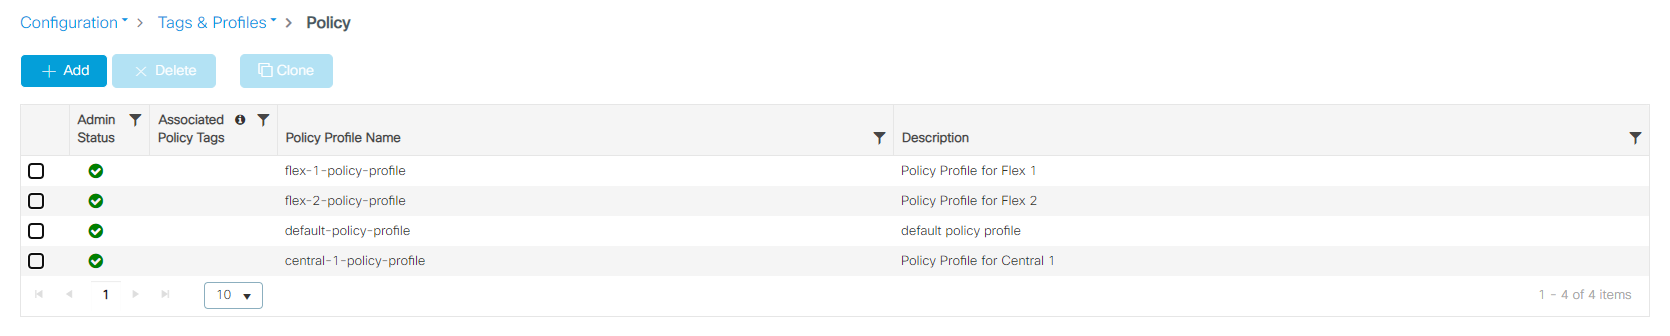 Configuration > Tags & Profiles > Policy
+ Add × Delete Clone
Admin Status Associated Policy Tags Policy Profile Name Description
flex-1-policy-profile Policy Profile for Flex 1
flex-2-policy-profile Policy Profile for Flex 2
default-policy-profile default policy profile
central-1-policy-profile Policy Profile for Central 1
1 10 1 - 4 of 4 items